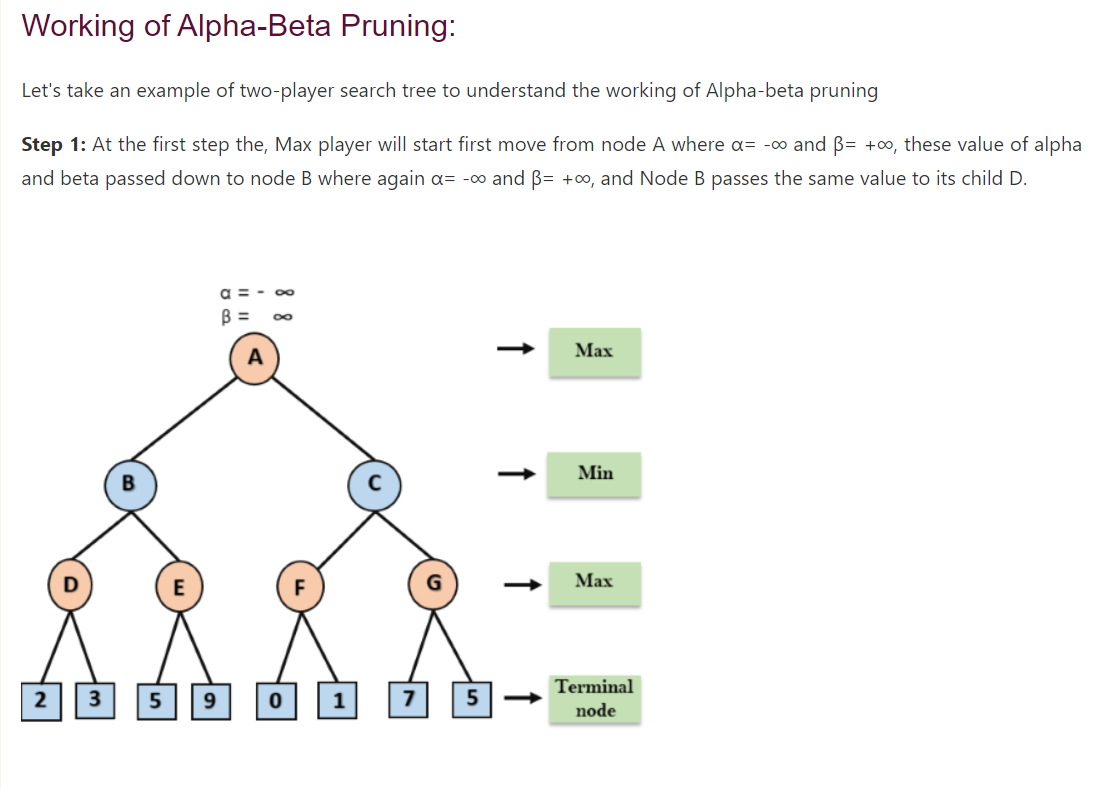 Working of Alpha-Beta Pruning:
Let's take an example of two-player search tree to understand the working of Alpha-beta pruning
Step 1: At the first step the, Max player will start first move from node A where α= -∞ and β= +∞, these value of alpha
and beta passed down to node B where again α= -∞ and β= +∞, and Node B passes the same value to its child D.
α = - ∞
β = ∞
A
Max
B
C
Min
D
E
F
G
Max
2
3
5
9
0
1
7
5
Terminal
node